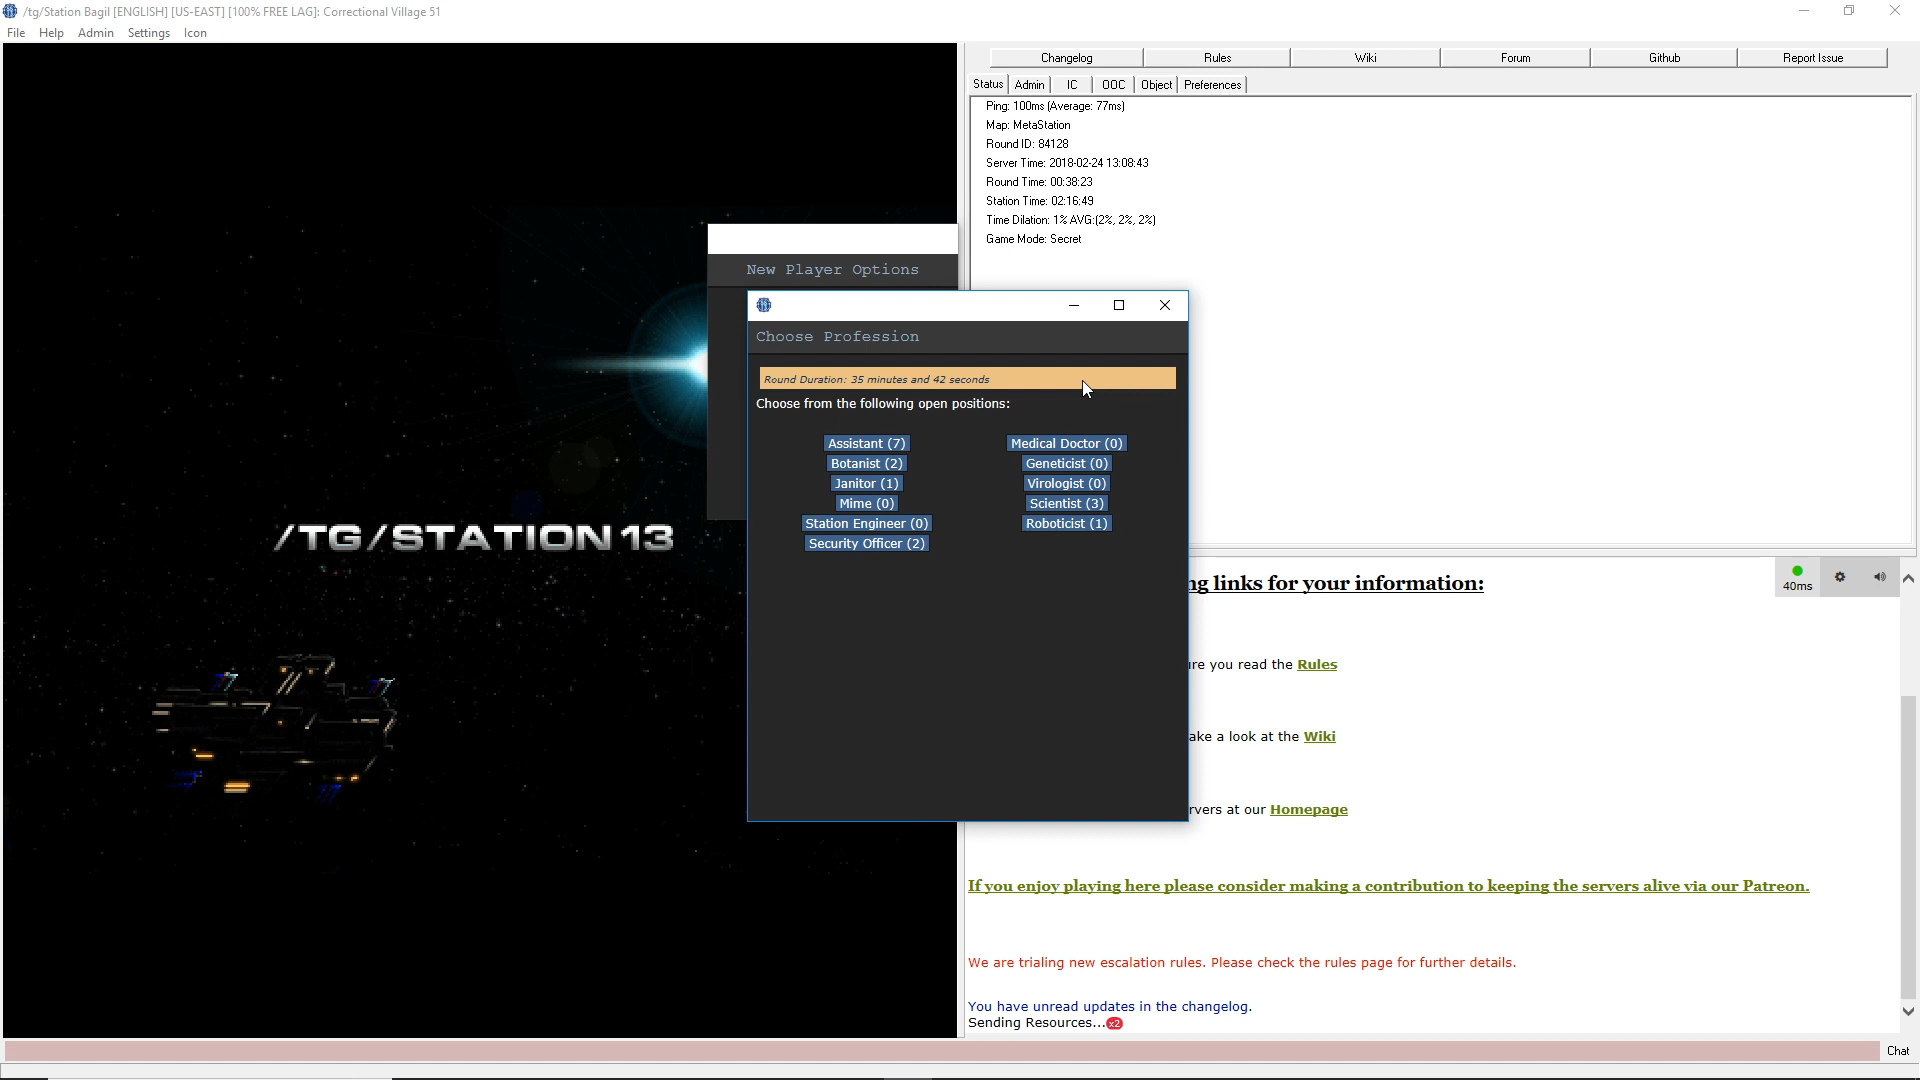 /tg/Station Bagil [ENGLISH] [US-EAST] [100% FREE LAG]: Correctional Village 51
File Help Admin Settings Icon
Changelog Rules Wiki Forum Github Report Issue
Status Admin IC OOC Object Preferences
Ping: 100ms (Average: 77ms)
Map: MetaStation
Round ID: 84128
Server Time: 2018-02-24 13:08:43
Round Time: 00:38:23
Station Time: 02:16:49
Time Dilation: 1% AVG:(2%, 2%, 2%)
Game Mode: Secret
New Player Options
Choose Profession
Round Duration: 35 minutes and 42 seconds
Choose from the following open positions:
Assistant (7)
Botanist (2)
Janitor (1)
Mime (0)
Station Engineer (0)
Security Officer (2)
Medical Doctor (0)
Geneticist (0)
Virologist (0)
Scientist (3)
Roboticist (1)
/TG/STATION 13
links for your information:
40ms
you read the Rules
a look at the Wiki
at our Homepage
If you enjoy playing here please consider making a contribution to keeping the servers alive via our Patreon.
We are trialing new escalation rules. Please check the rules page for further details.
You have unread updates in the changelog.
Sending Resources...x2
Chat